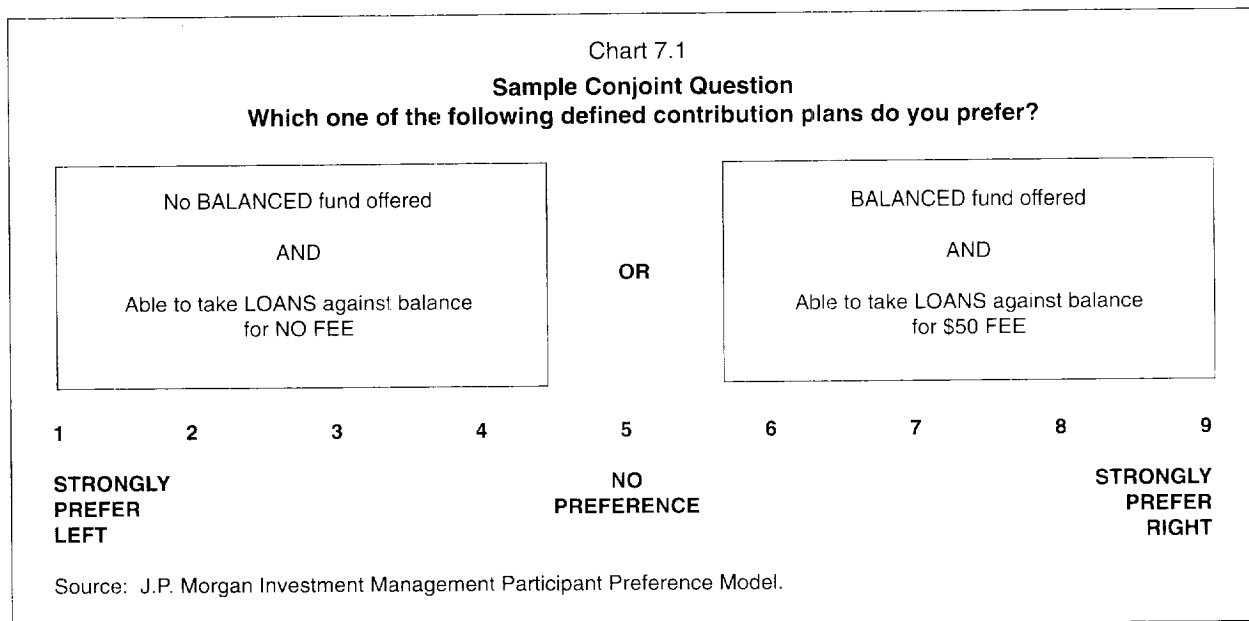 Chart 7.1
Sample Conjoint Question
Which one of the following defined contribution plans do you prefer?
No BALANCED fund offered
AND
Able to take LOANS against balance
for NO FEE
OR
BALANCED fund offered
AND
Able to take LOANS against balance
for $50 FEE
1 2 3 4 5 6 7 8 9
STRONGLY
PREFER
LEFT
NO
PREFERENCE
STRONGLY
PREFER
RIGHT
Source: J.P. Morgan Investment Management Participant Preference Model.